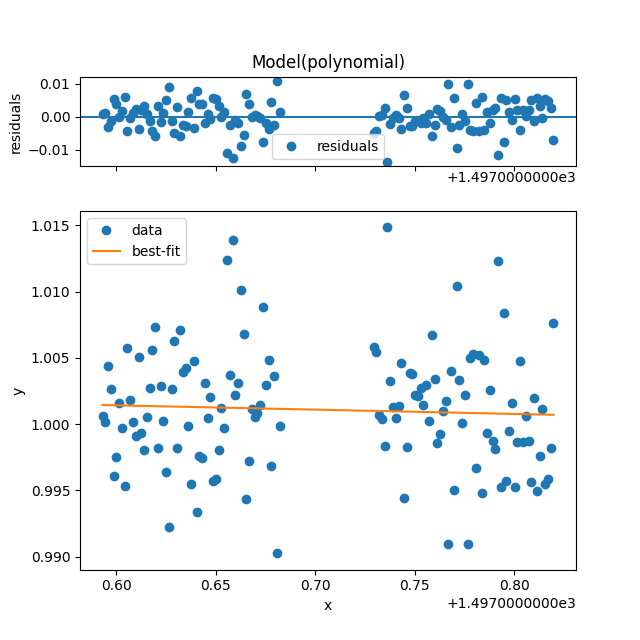 Model(polynomial)
0.01
0.00
−0.01
residuals
residuals
+1.4970000000e3
1.015
1.010
1.005
1.000
0.995
0.990
y
data
best-fit
0.60
0.65
0.70
0.75
0.80
x
+1.4970000000e3